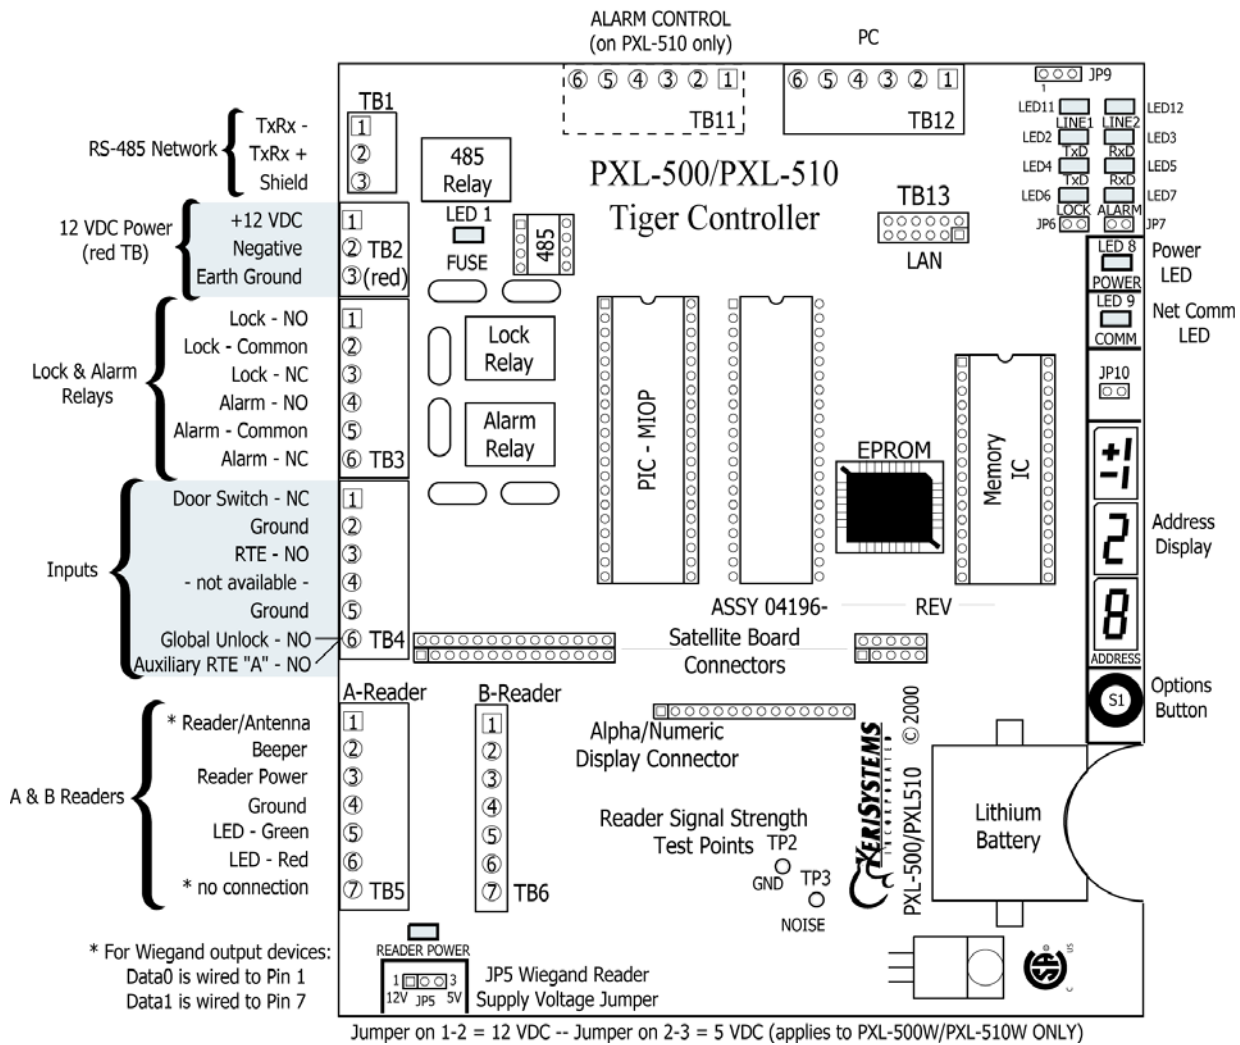 ALARM CONTROL
(on PXL-510 only)
PC
6 5 4 3 2 1
TB11
6 5 4 3 2 1
TB12
JP9
1
LED11
LED12
LINE1 LINE2
LED2
LED3
TxD RxD
LED4
LED5
TxD RxD
LED6
LED7
LOCK ALARM
JP6
JP7
TB1
RS-485 Network
TxRx -
TxRx +
Shield
1
2
3
485
Relay
PXL-500/PXL-510
Tiger Controller
TB13
LAN
12 VDC Power
(red TB)
+12 VDC
Negative
Earth Ground
1
2 TB2
3 (red)
LED 1
FUSE
485
LED 8
POWER
Power
LED
LED 9
COMM
Net Comm
LED
JP10
Lock & Alarm
Relays
Lock - NO
Lock - Common
Lock - NC
Alarm - NO
Alarm - Common
Alarm - NC
1
2
3
4
5
6 TB3
Lock
Relay
Alarm
Relay
PIC - MIOP
EPROM
Memory
IC
±1
2
8
ADDRESS
Address
Display
Inputs
Door Switch - NC
Ground
RTE - NO
- not available -
Ground
Global Unlock - NO
Auxiliary RTE "A" - NO
1
2
3
4
5
6 TB4
ASSY 04196-
REV
Satellite Board
Connectors
S1
Options
Button
A-Reader
B-Reader
A & B Readers
* Reader/Antenna
Beeper
Reader Power
Ground
LED - Green
LED - Red
* no connection
1
2
3
4
5
6
7 TB5
1
2
3
4
5
6
7 TB6
Alpha/Numeric
Display Connector
Reader Signal Strength
Test Points
TP2
GND
TP3
NOISE
KERISYSTEMS
INCORPORATED
PXL-500/PXL510 © 2000
Lithium
Battery
* For Wiegand output devices:
Data0 is wired to Pin 1
Data1 is wired to Pin 7
READER POWER
1 3
12V JP5 5V
JP5 Wiegand Reader
Supply Voltage Jumper
SA
®
C US
Jumper on 1-2 = 12 VDC -- Jumper on 2-3 = 5 VDC (applies to PXL-500W/PXL-510W ONLY)